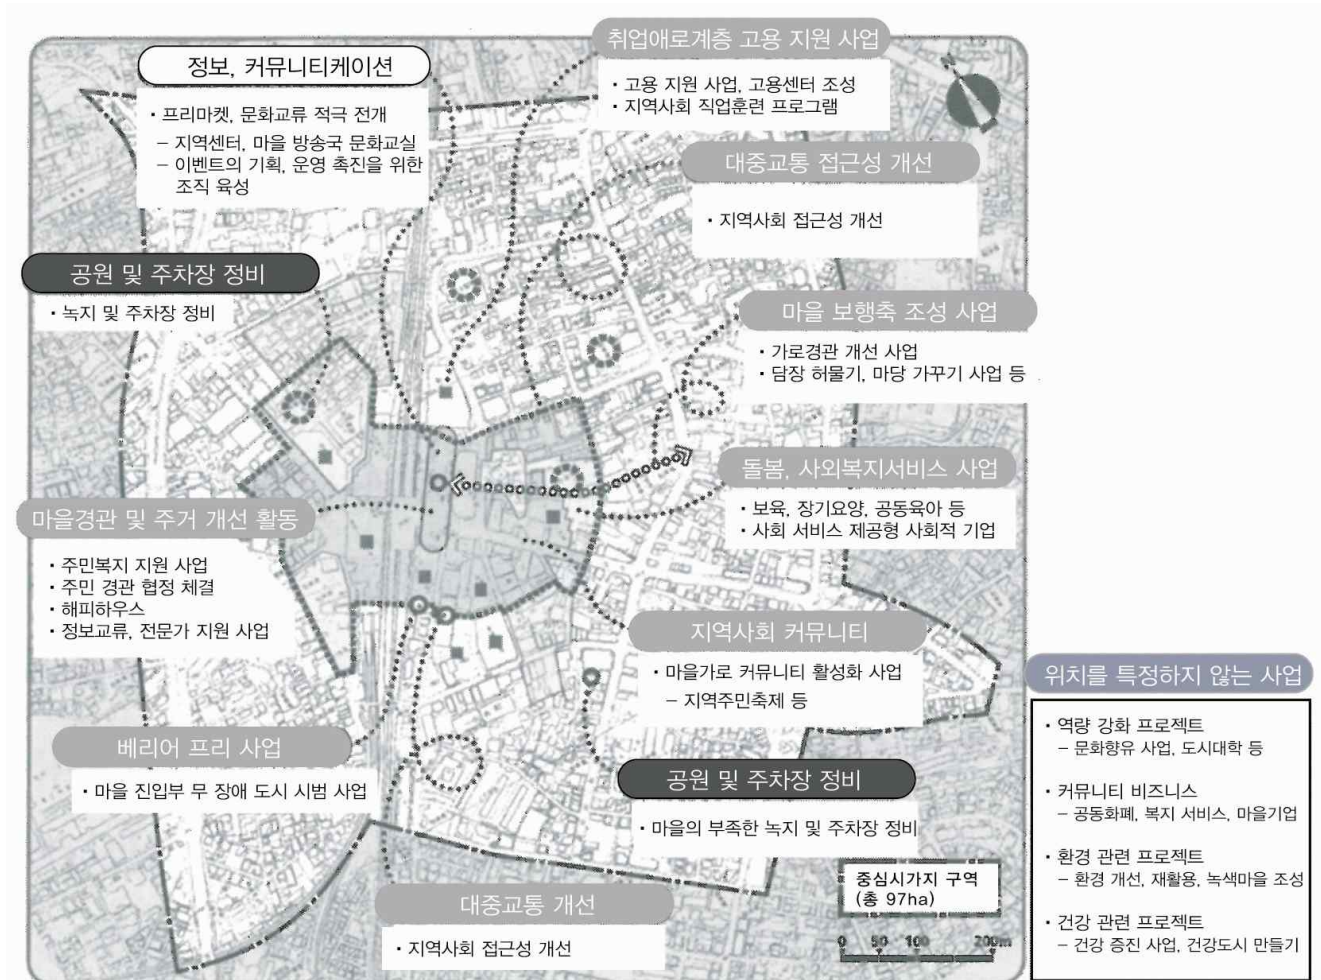 취업애로계층 고용 지원 사업
• 고용 지원 사업, 고용센터 조성
• 지역사회 직업훈련 프로그램
정보, 커뮤니티케이션
• 프리마켓, 문화교류 적극 전개
– 지역센터, 마을 방송국 문화교실
– 이벤트의 기획, 운영 촉진을 위한
조직 육성
N
대중교통 접근성 개선
• 지역사회 접근성 개선
공원 및 주차장 정비
• 녹지 및 주차장 정비
마을 보행축 조성 사업
• 가로경관 개선 사업
• 담장 허물기, 마당 가꾸기 사업 등
돌봄, 사외복지서비스 사업
• 보육, 장기요양, 공동육아 등
• 사회 서비스 제공형 사회적 기업
마을경관 및 주거 개선 활동
• 주민복지 지원 사업
• 주민 경관 협정 체결
• 해피하우스
• 정보교류, 전문가 지원 사업
지역사회 커뮤니티
• 마을가로 커뮤니티 활성화 사업
– 지역주민축제 등
베리어 프리 사업
• 마을 진입부 무 장애 도시 시범 사업
공원 및 주차장 정비
• 마을의 부족한 녹지 및 주차장 정비
대중교통 개선
• 지역사회 접근성 개선
중심시가지 구역
(총 97ha)
0 50 100 200m
위치를 특정하지 않는 사업
• 역량 강화 프로젝트
– 문화향유 사업, 도시대학 등
• 커뮤니티 비즈니스
– 공동화폐, 복지 서비스, 마을기업
• 환경 관련 프로젝트
– 환경 개선, 재활용, 녹색마을 조성
• 건강 관련 프로젝트
– 건강 증진 사업, 건강도시 만들기